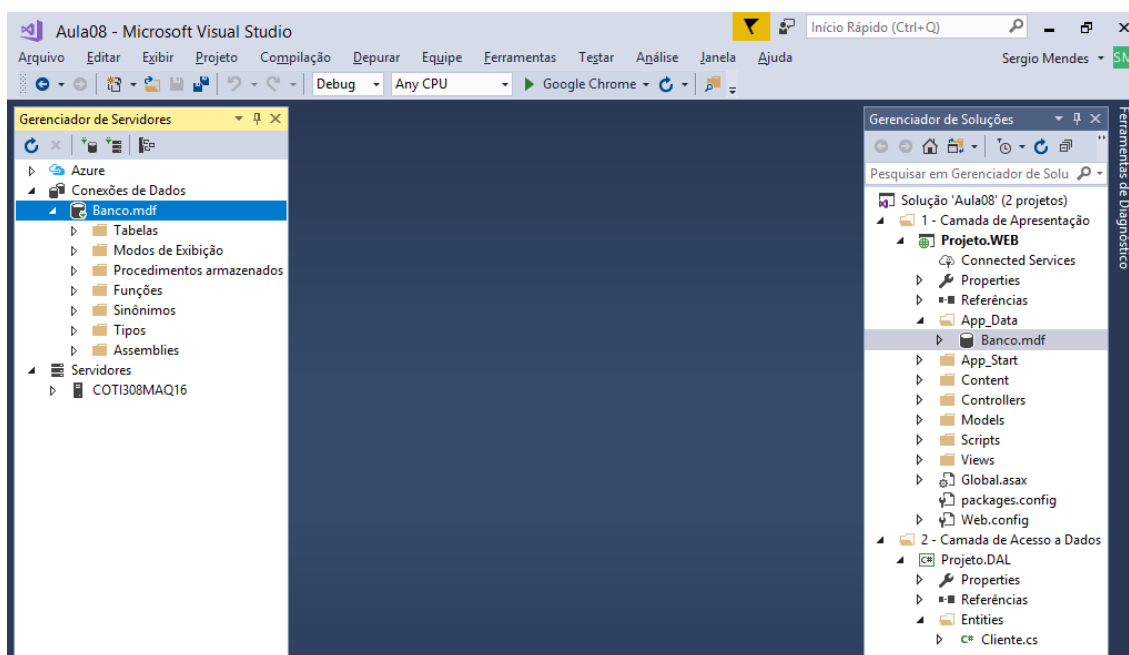 Aula08 - Microsoft Visual Studio
Início Rápido (Ctrl+Q)
Arquivo Editar Exibir Projeto Compilação Depurar Equipe Ferramentas Testar Análise Janela Ajuda
Sergio Mendes SM
Debug Any CPU Google Chrome
Gerenciador de Servidores
Azure
Conexões de Dados
Banco.mdf
Tabelas
Modos de Exibição
Procedimentos armazenados
Funções
Sinônimos
Tipos
Assemblies
Servidores
COTI308MAQ16
Gerenciador de Soluções
Pesquisar em Gerenciador de Solu
Solução 'Aula08' (2 projetos)
1 - Camada de Apresentação
Projeto.WEB
Connected Services
Properties
Referências
App_Data
Banco.mdf
App_Start
Content
Controllers
Models
Scripts
Views
Global.asax
packages.config
Web.config
2 - Camada de Acesso a Dados
C# Projeto.DAL
Properties
Referências
Entities
C# Cliente.cs
Ferramentas de Diagnóstico